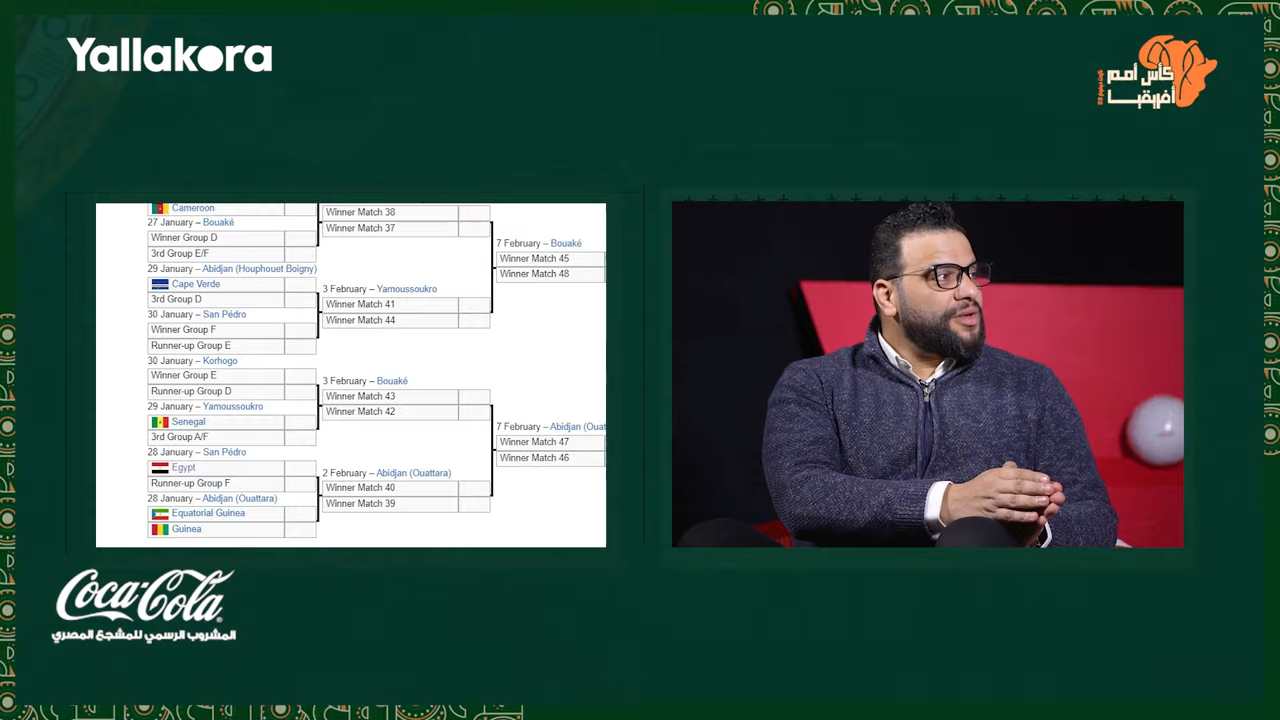 Yallakora
كأس أمم
أفريقيا
Cameroon
27 January – Bouaké
Winner Group D
3rd Group E/F
29 January – Abidjan (Houphouet Boigny)
Cape Verde
3rd Group D
30 January – San Pédro
Winner Group F
Runner-up Group E
30 January – Korhogo
Winner Group E
Runner-up Group D
29 January – Yamoussoukro
Senegal
3rd Group A/F
28 January – San Pédro
Egypt
Runner-up Group F
28 January – Abidjan (Ouattara)
Equatorial Guinea
Guinea
Winner Match 38
Winner Match 37
3 February – Yamoussoukro
Winner Match 41
Winner Match 44
3 February – Bouaké
Winner Match 43
Winner Match 42
2 February – Abidjan (Ouattara)
Winner Match 40
Winner Match 39
7 February – Bouaké
Winner Match 45
Winner Match 48
7 February – Abidjan (Ouat
Winner Match 47
Winner Match 46
Coca-Cola
المشروب الرسمي للمشجع المصري